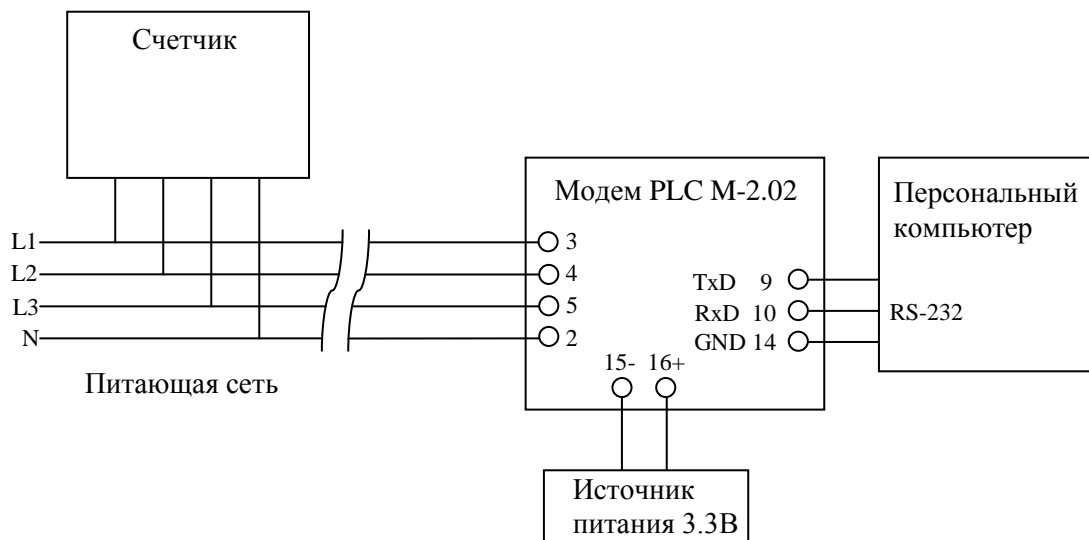 Счетчик
Модем PLC M-2.02
Персональный
компьютер
L1
3
L2
4
TxD 9
L3
5
RxD 10
RS-232
N
2
GND 14
15- 16+
Питающая сеть
Источник
питания 3.3В